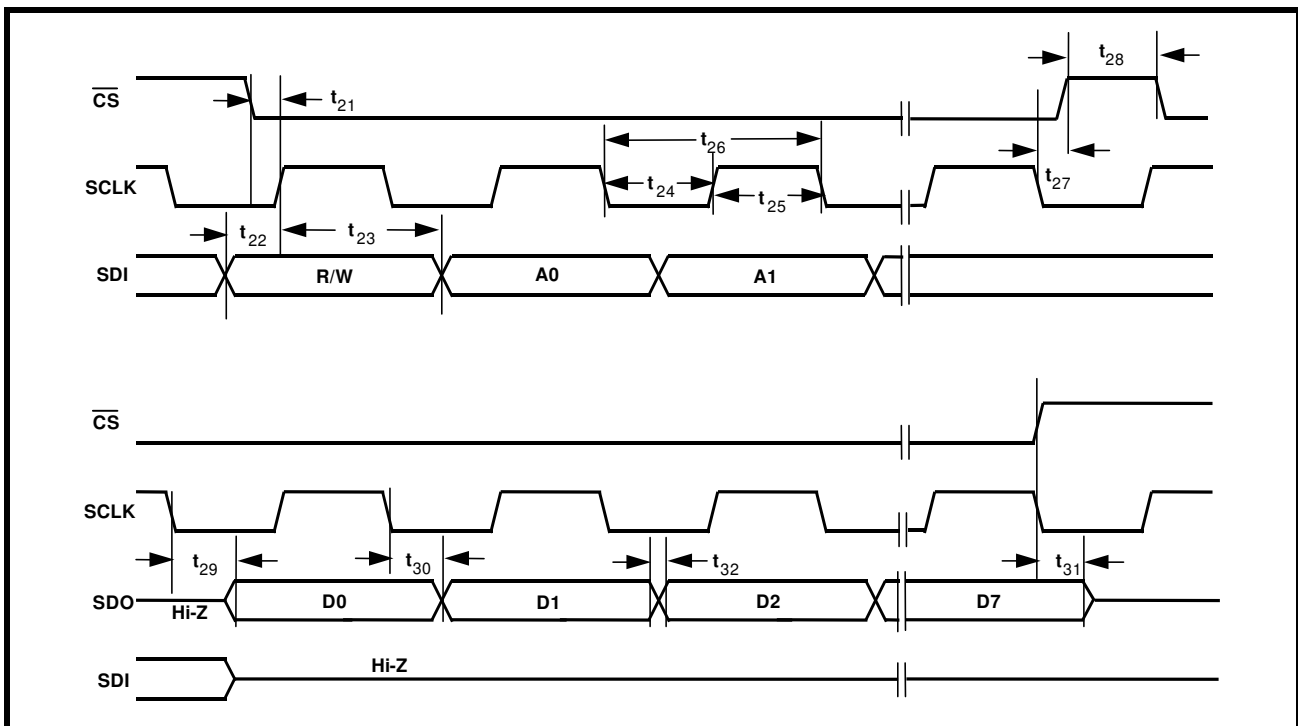 t28
CS
t21
t26
SCLK
t24
t25
t27
t22
t23
SDI
R/W
A0
A1
CS
SCLK
t29
t30
t32
t31
SDO
Hi-Z
D0
D1
D2
D7
SDI
Hi-Z